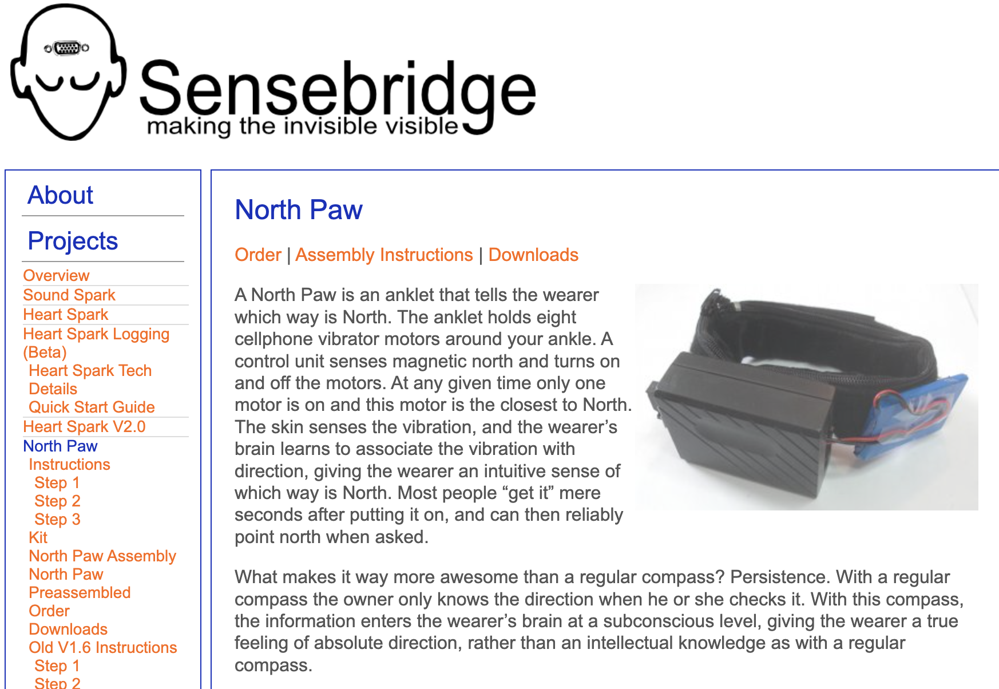 Sensebridge
making the invisible visible
About
Projects
Overview
Sound Spark
Heart Spark
Heart Spark Logging
(Beta)
Heart Spark Tech
Details
Quick Start Guide
Heart Spark V2.0
North Paw
Instructions
Step 1
Step 2
Step 3
Kit
North Paw Assembly
North Paw
Preassembled
Order
Downloads
Old V1.6 Instructions
Step 1
Step 2
North Paw
Order | Assembly Instructions | Downloads
A North Paw is an anklet that tells the wearer
which way is North. The anklet holds eight
cellphone vibrator motors around your ankle. A
control unit senses magnetic north and turns on
and off the motors. At any given time only one
motor is on and this motor is the closest to North.
The skin senses the vibration, and the wearer’s
brain learns to associate the vibration with
direction, giving the wearer an intuitive sense of
which way is North. Most people “get it” mere
seconds after putting it on, and can then reliably
point north when asked.
What makes it way more awesome than a regular compass? Persistence. With a regular
compass the owner only knows the direction when he or she checks it. With this compass,
the information enters the wearer’s brain at a subconscious level, giving the wearer a true
feeling of absolute direction, rather than an intellectual knowledge as with a regular
compass.